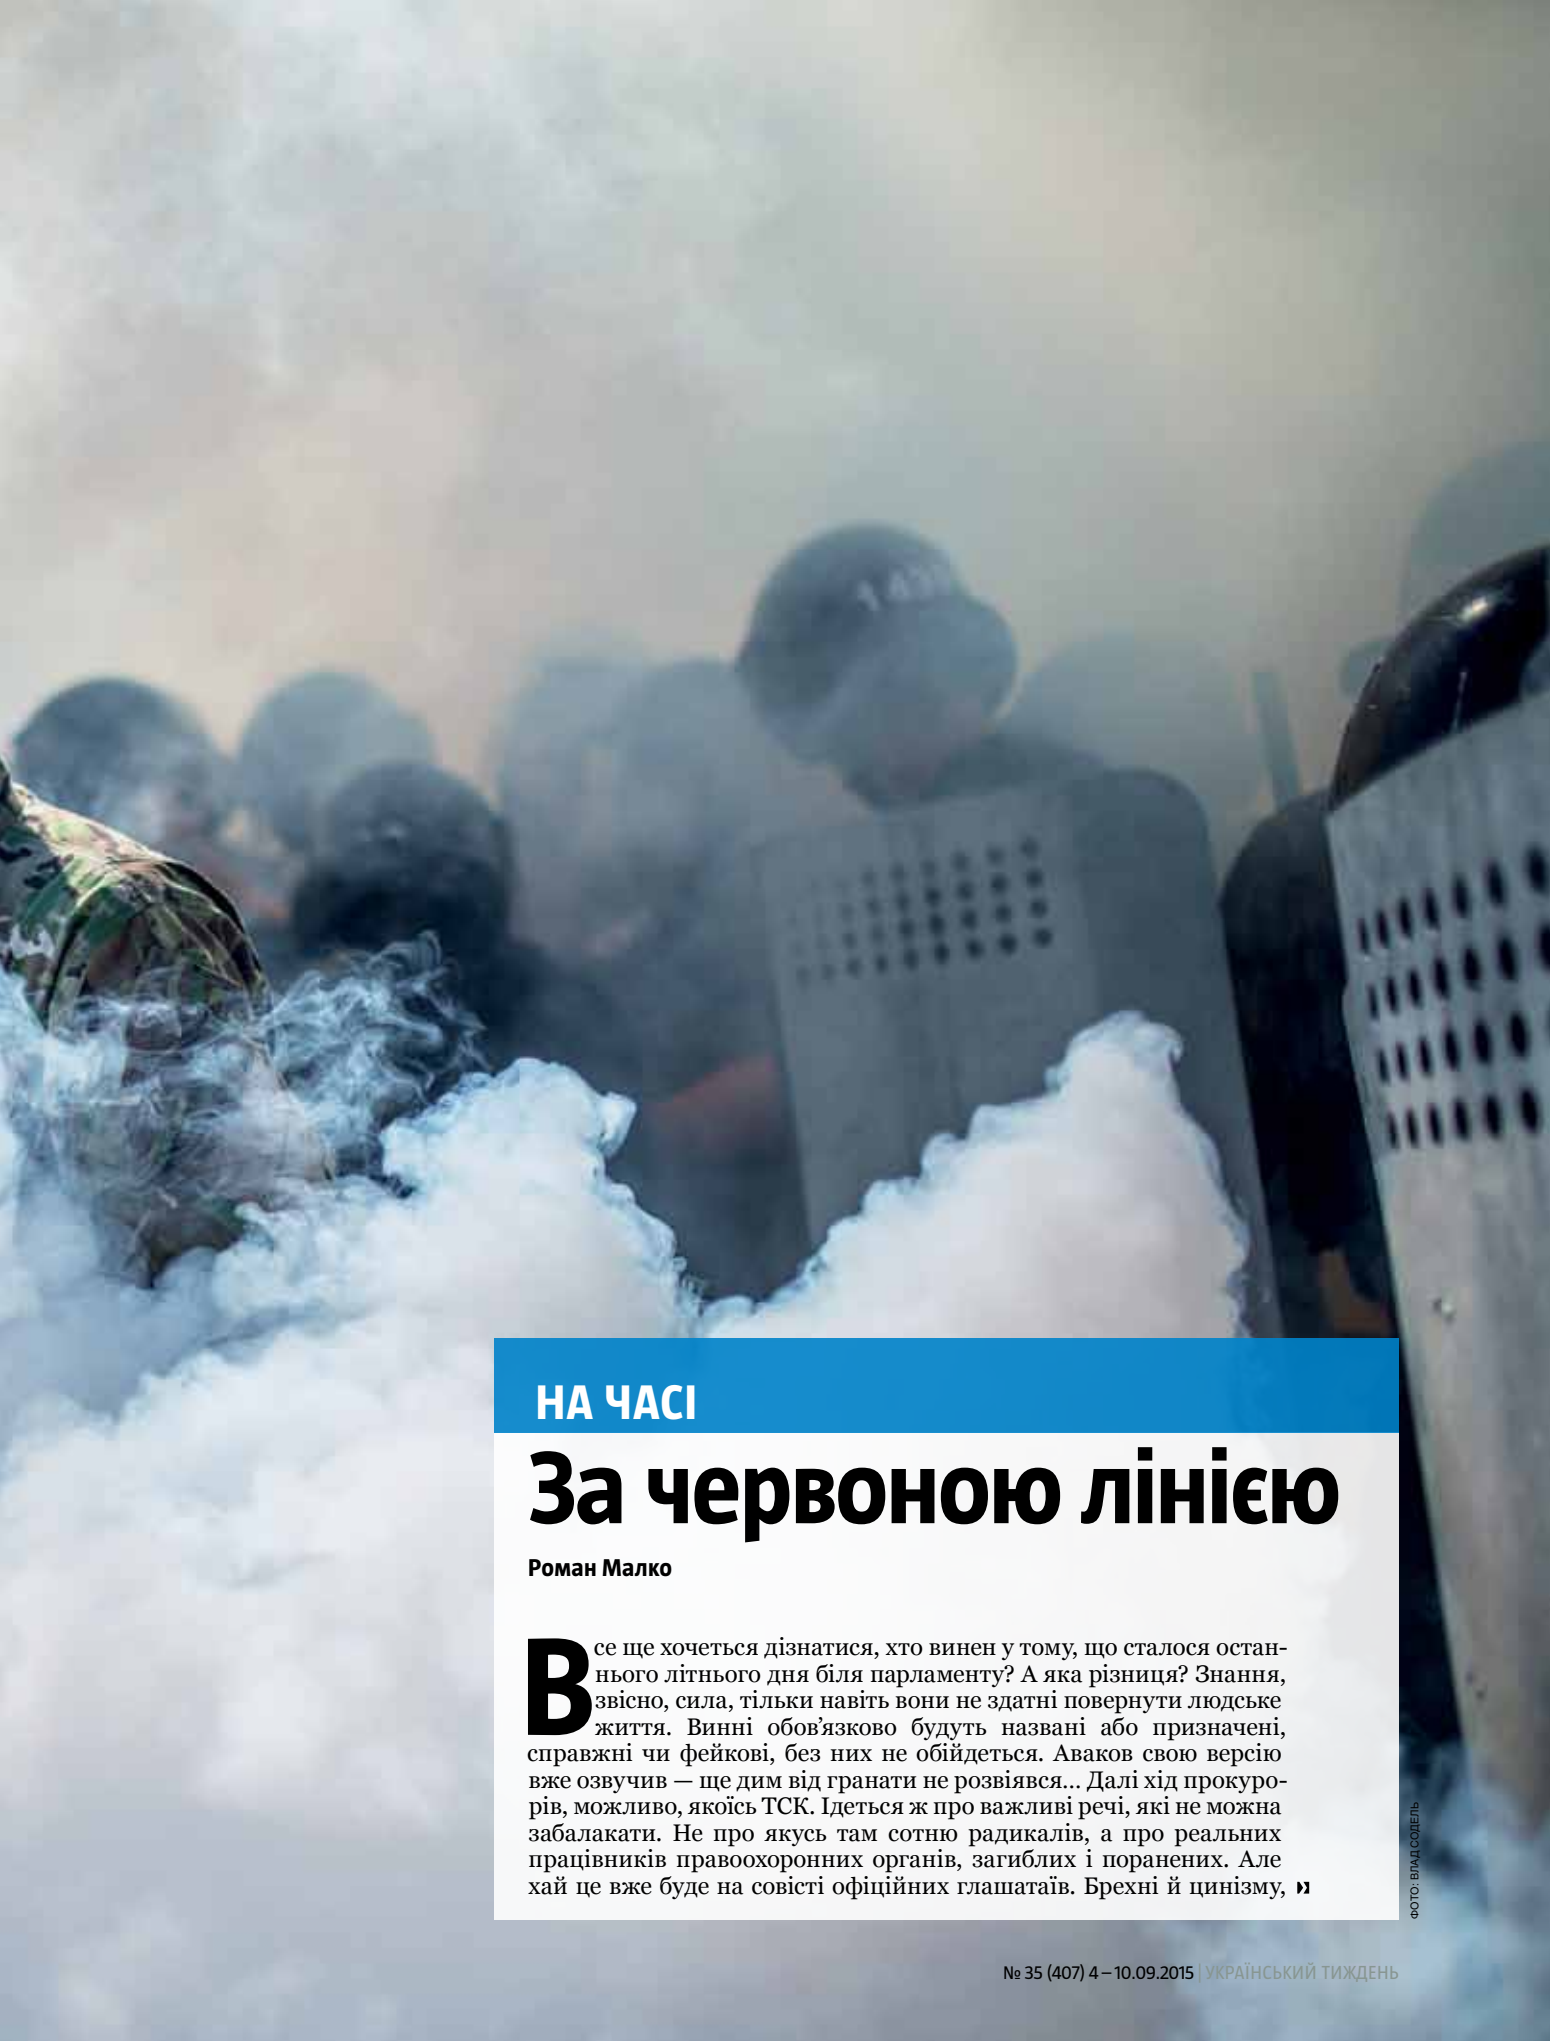 НА ЧАСІ
За червоною лінією
Роман Малко
Все ще хочеться дізнатися, хто винен у тому, що сталося остан-
нього літнього дня біля парламенту? А яка різниця? Знання,
звісно, сила, тільки навіть вони не здатні повернути людське
життя. Винні обов’язково будуть названі або призначені,
справжні чи фейкові, без них не обійдеться. Аваков свою версію
вже озвучив — ще дим від гранати не розвіявся... Далі хід прокуро-
рів, можливо, якоїсь ТСК. Ідеться ж про важливі речі, які не можна
забалакати. Не про якусь там сотню радикалів, а про реальних
працівників правоохоронних органів, загиблих і поранених. Але
хай це вже буде на совісті офіційних глашатаїв. Брехні й цинізму,
ФОТО: ВЛАД СОДЕЛЬ
№ 35 (407) 4 – 10.09.2015 | УКРАЇНСЬКИЙ ТИЖДЕНЬ